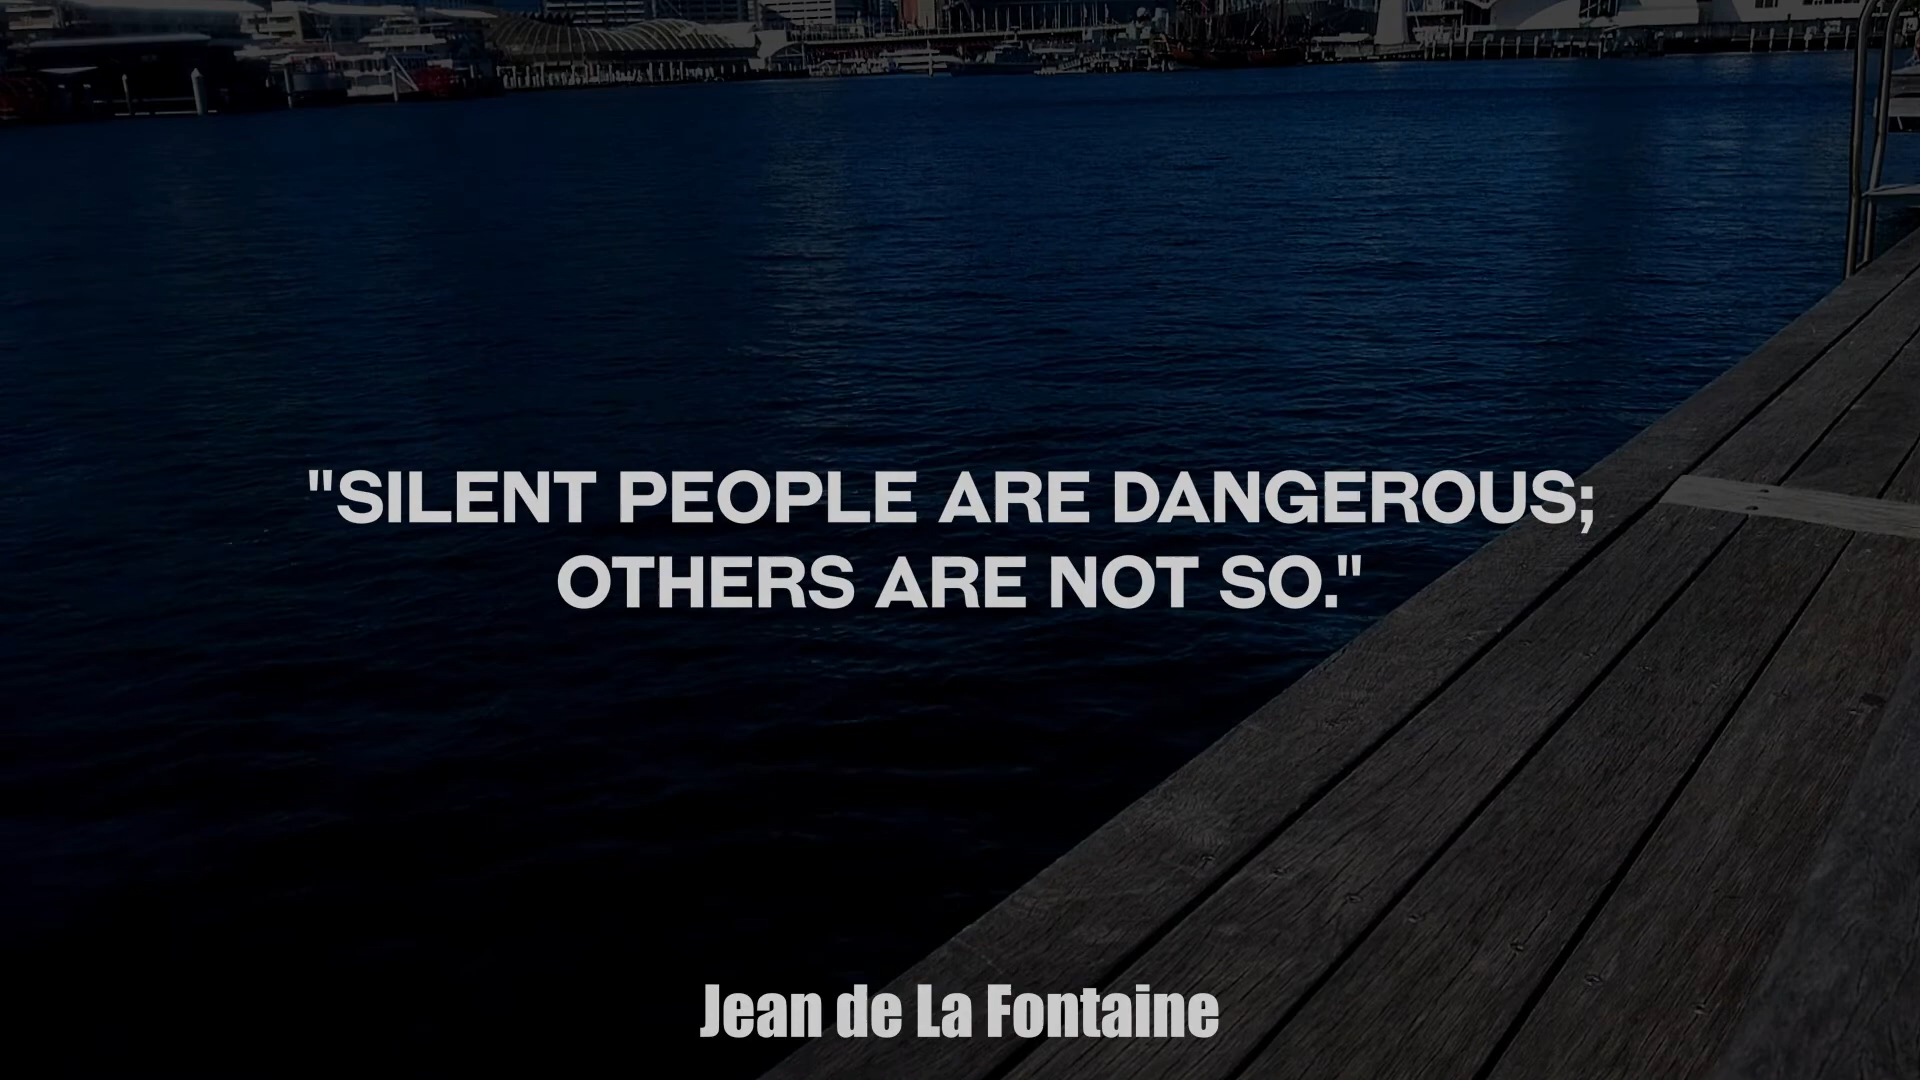 "SILENT PEOPLE ARE DANGEROUS;
OTHERS ARE NOT SO."
Jean de La Fontaine